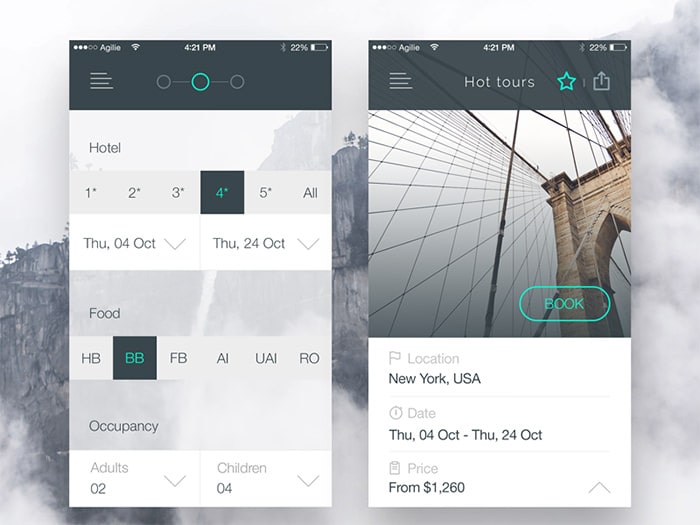 Agilie 4:21 PM 22%
Hotel
1* 2* 3* 4* 5* All
Thu, 04 Oct Thu, 24 Oct
Food
HB BB FB AI UAI RO
Occupancy
Adults Children
02 04
Agilie 4:21 PM 22%
Hot tours
BOOK
Location
New York, USA
Date
Thu, 04 Oct - Thu, 24 Oct
Price
From $1,260